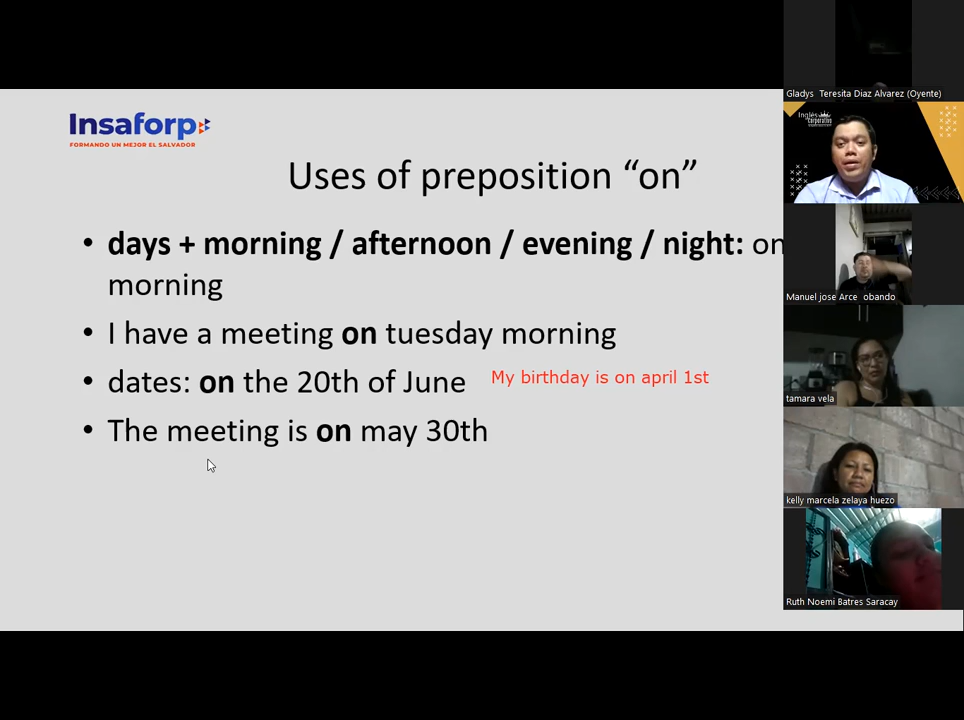 Insaforp
FORMANDO UN MEJOR EL SALVADOR
Uses of preposition “on”
• days + morning / afternoon / evening / night: on
morning
• I have a meeting on tuesday morning
• dates: on the 20th of June
My birthday is on april 1st
• The meeting is on may 30th
Gladys Teresita Diaz Alvarez (Oyente)
Inglés
corporativo
Manuel jose Arce obando
tamara vela
kelly marcela zelaya huezo
Ruth Noemi Batres Saracay